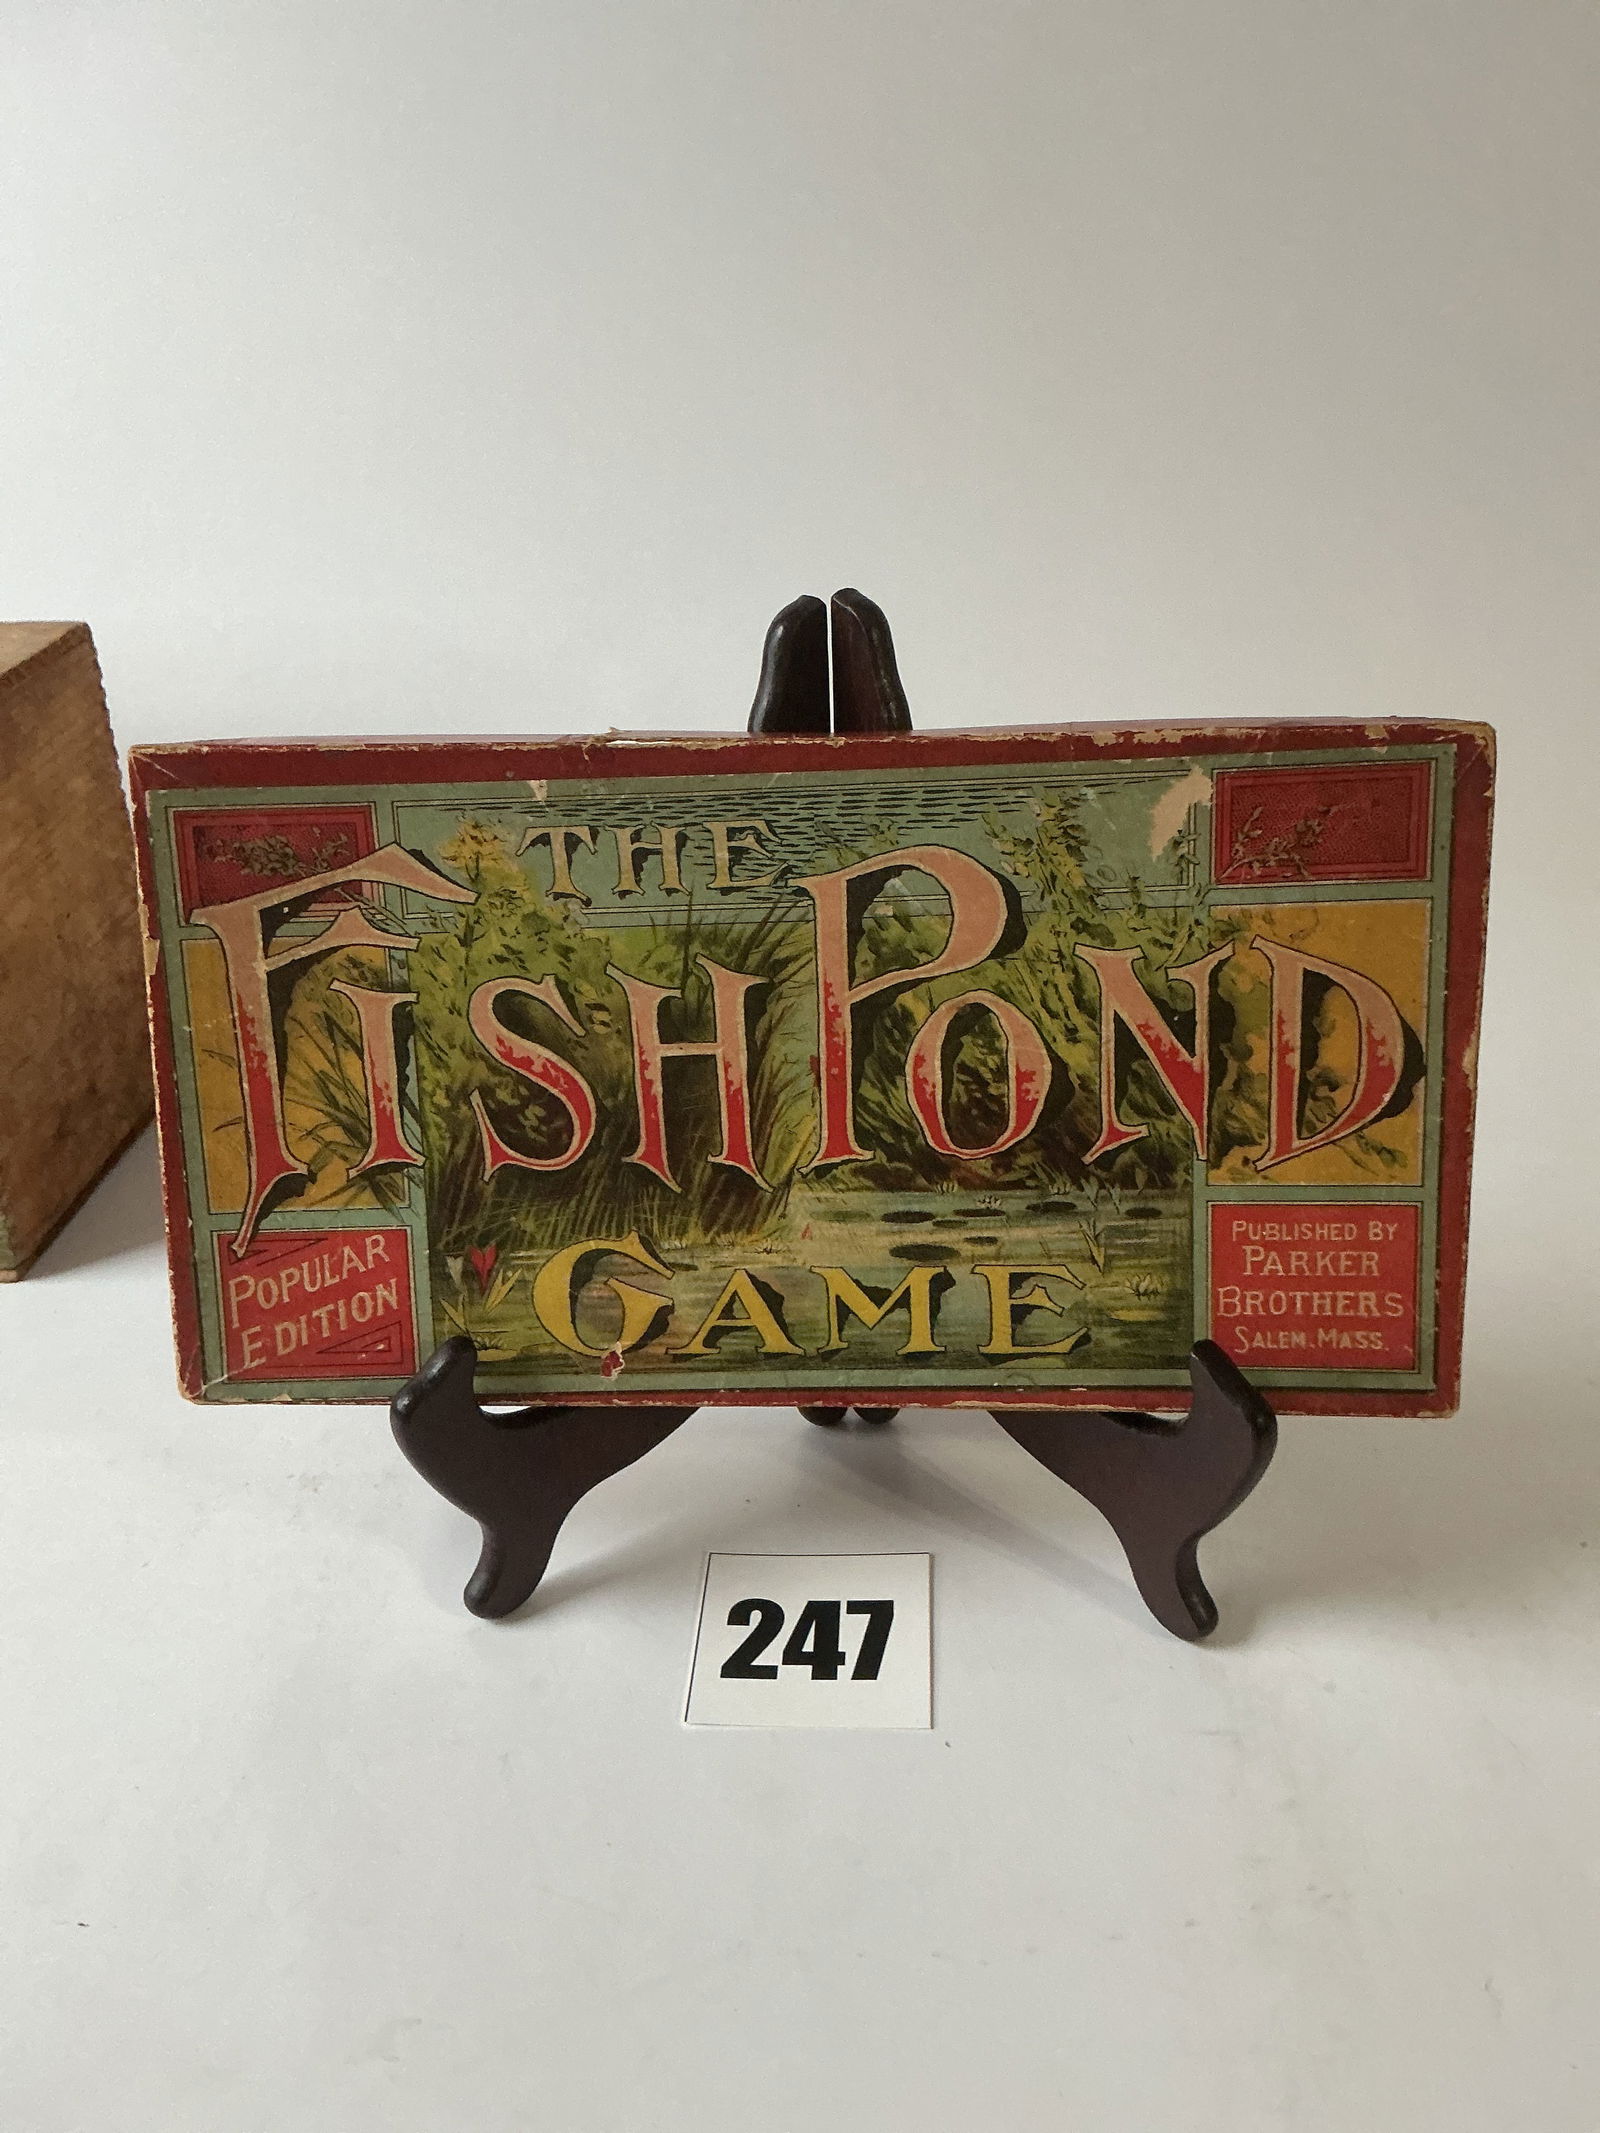 THE
FISH POND
GAME
POPULAR
EDITION
PUBLISHED BY
PARKER
BROTHERS
SALEM. MASS.
247